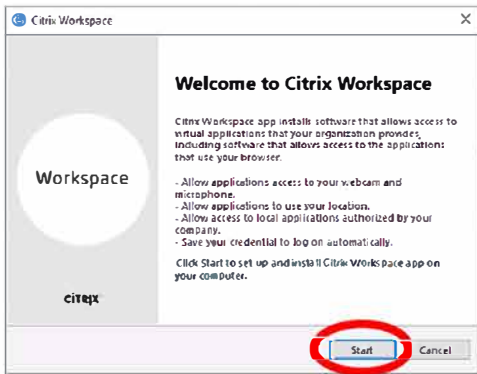 Citrix Workspace
Welcome to Citrix Workspace
Citrix Workspace app installs software that allows access to
virtual applications that your organization provides,
including software that allows access to the applications
that use your browser.
- Allow applications access to your webcam and
microphone.
- Allow applications to use your location.
- Allow access to local applications authorized by your
company.
- Save your credential to log on automatically.
Click Start to set up and install Citrix Workspace app on
your computer.
Workspace
citrix
Start
Cancel